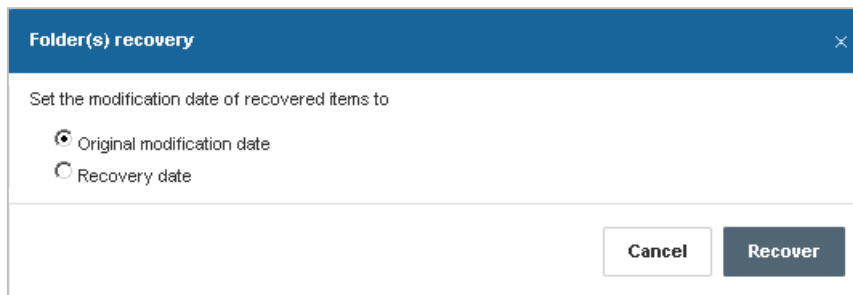 Folder(s) recovery
Set the modification date of recovered items to
Original modification date
Recovery date
Cancel Recover